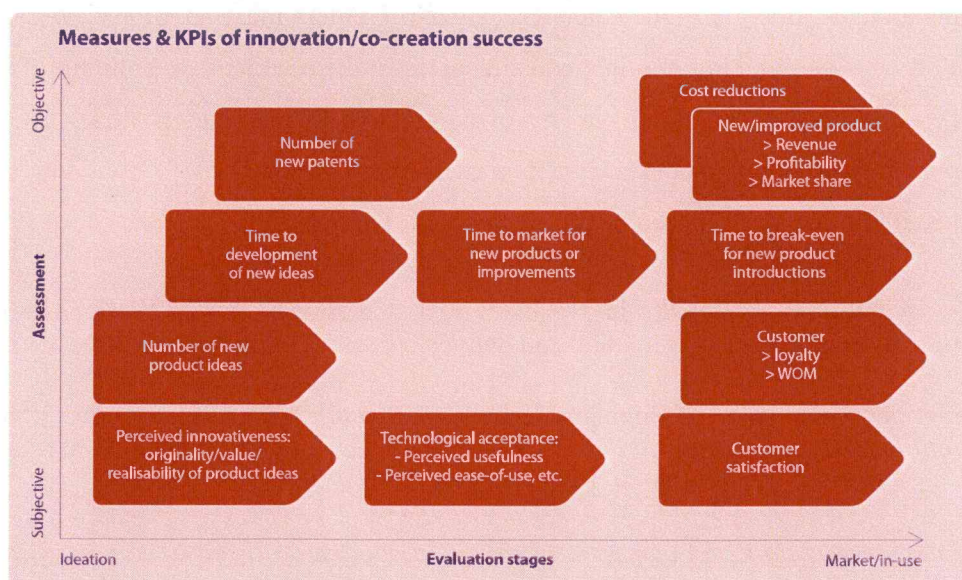 Measures & KPIs of innovation/co-creation success
Objective
Assessment
Subjective
Cost reductions
New/improved product
> Revenue
> Profitability
> Market share
Number of
new patents
Time to
development
of new ideas
Time to market for
new products or
improvements
Time to break-even
for new product
introductions
Number of new
product ideas
Customer
> loyalty
> WOM
Perceived innovativeness:
originality/value/
realisability of product ideas
Technological acceptance:
- Perceived usefulness
- Perceived ease-of-use, etc.
Customer
satisfaction
Ideation
Evaluation stages
Market/in-use